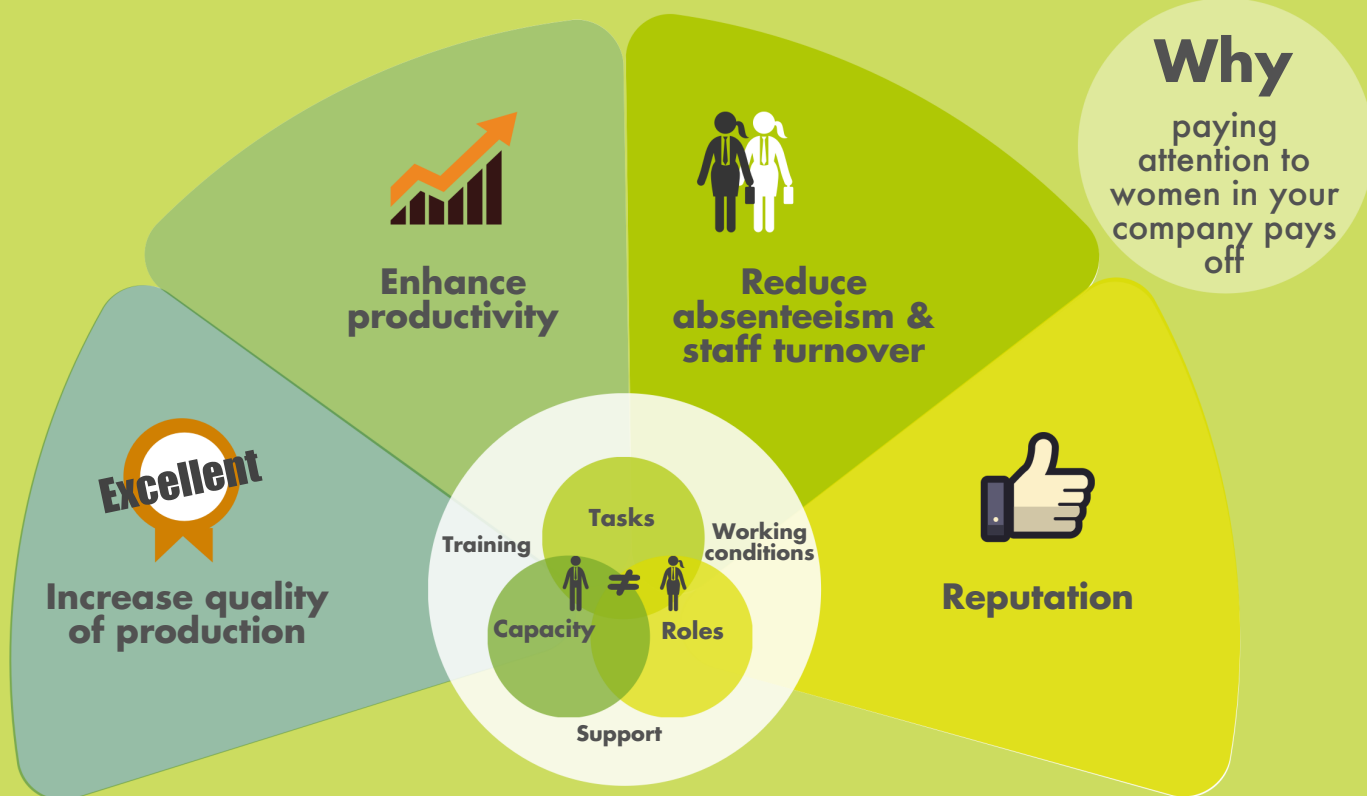 Why
paying
attention to
women in your
company pays
off
Enhance
productivity
Reduce
absenteeism &
staff turnover
Excellent
Increase quality
of production
Reputation
Tasks
Training
Working
conditions
≠
Capacity
Roles
Support